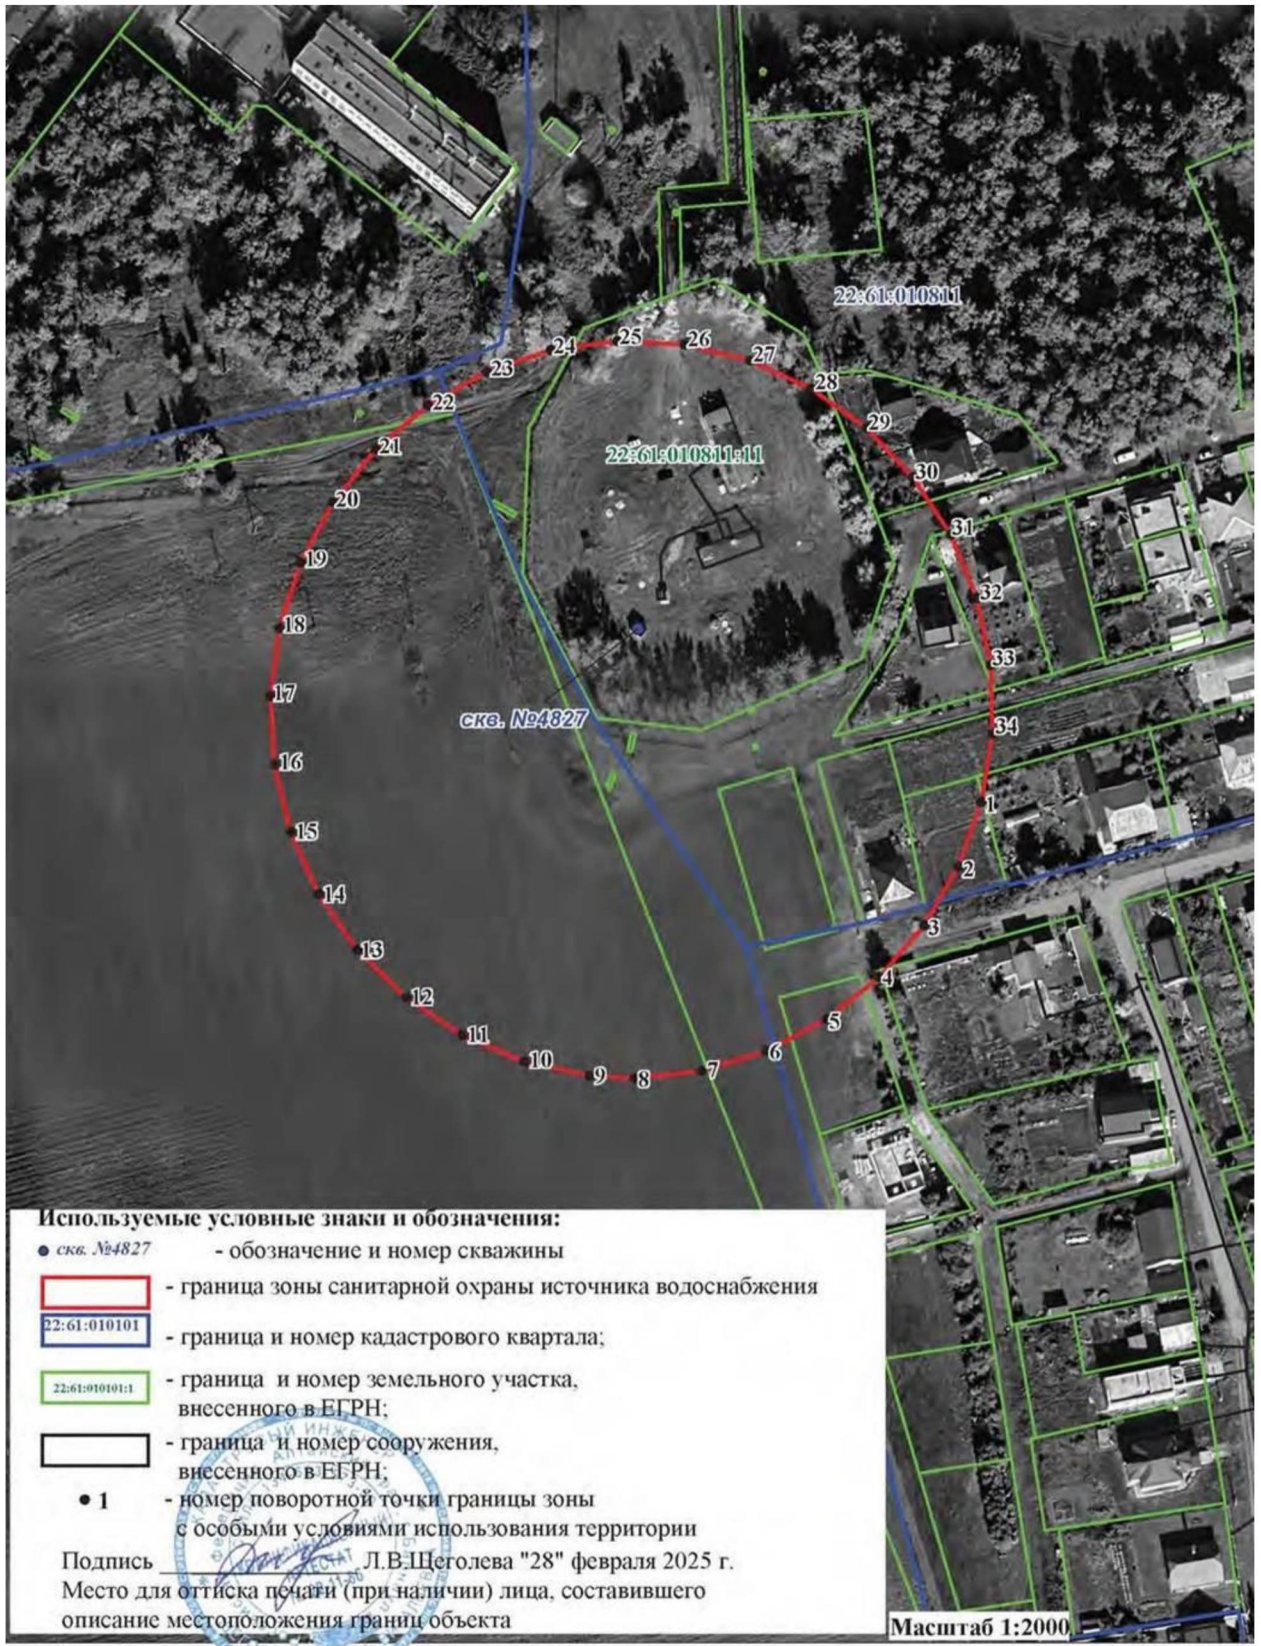 22:61:010811
25
26
24
27
23
28
22
29
21
22:61:010811:11
30
20
31
19
32
18
33
17
скв. №4827
34
16
1
15
2
14
3
13
4
12
5
11
6
10
7
9
8
Используемые условные знаки и обозначения:
скв. №4827 - обозначение и номер скважины
- граница зоны санитарной охраны источника водоснабжения
22:61:010101 - граница и номер кадастрового квартала;
22:61:010101:1 - граница и номер земельного участка,
внесенного в ЕГРН;
- граница и номер сооружения,
внесенного в ЕГРН;
1 - номер поворотной точки границы зоны
с особыми условиями использования территории
Подпись Л.В.Щеголева "28" февраля 2025 г.
Место для оттиска печати (при наличии) лица, составившего
описание местоположения границ объекта
Масштаб 1:2000